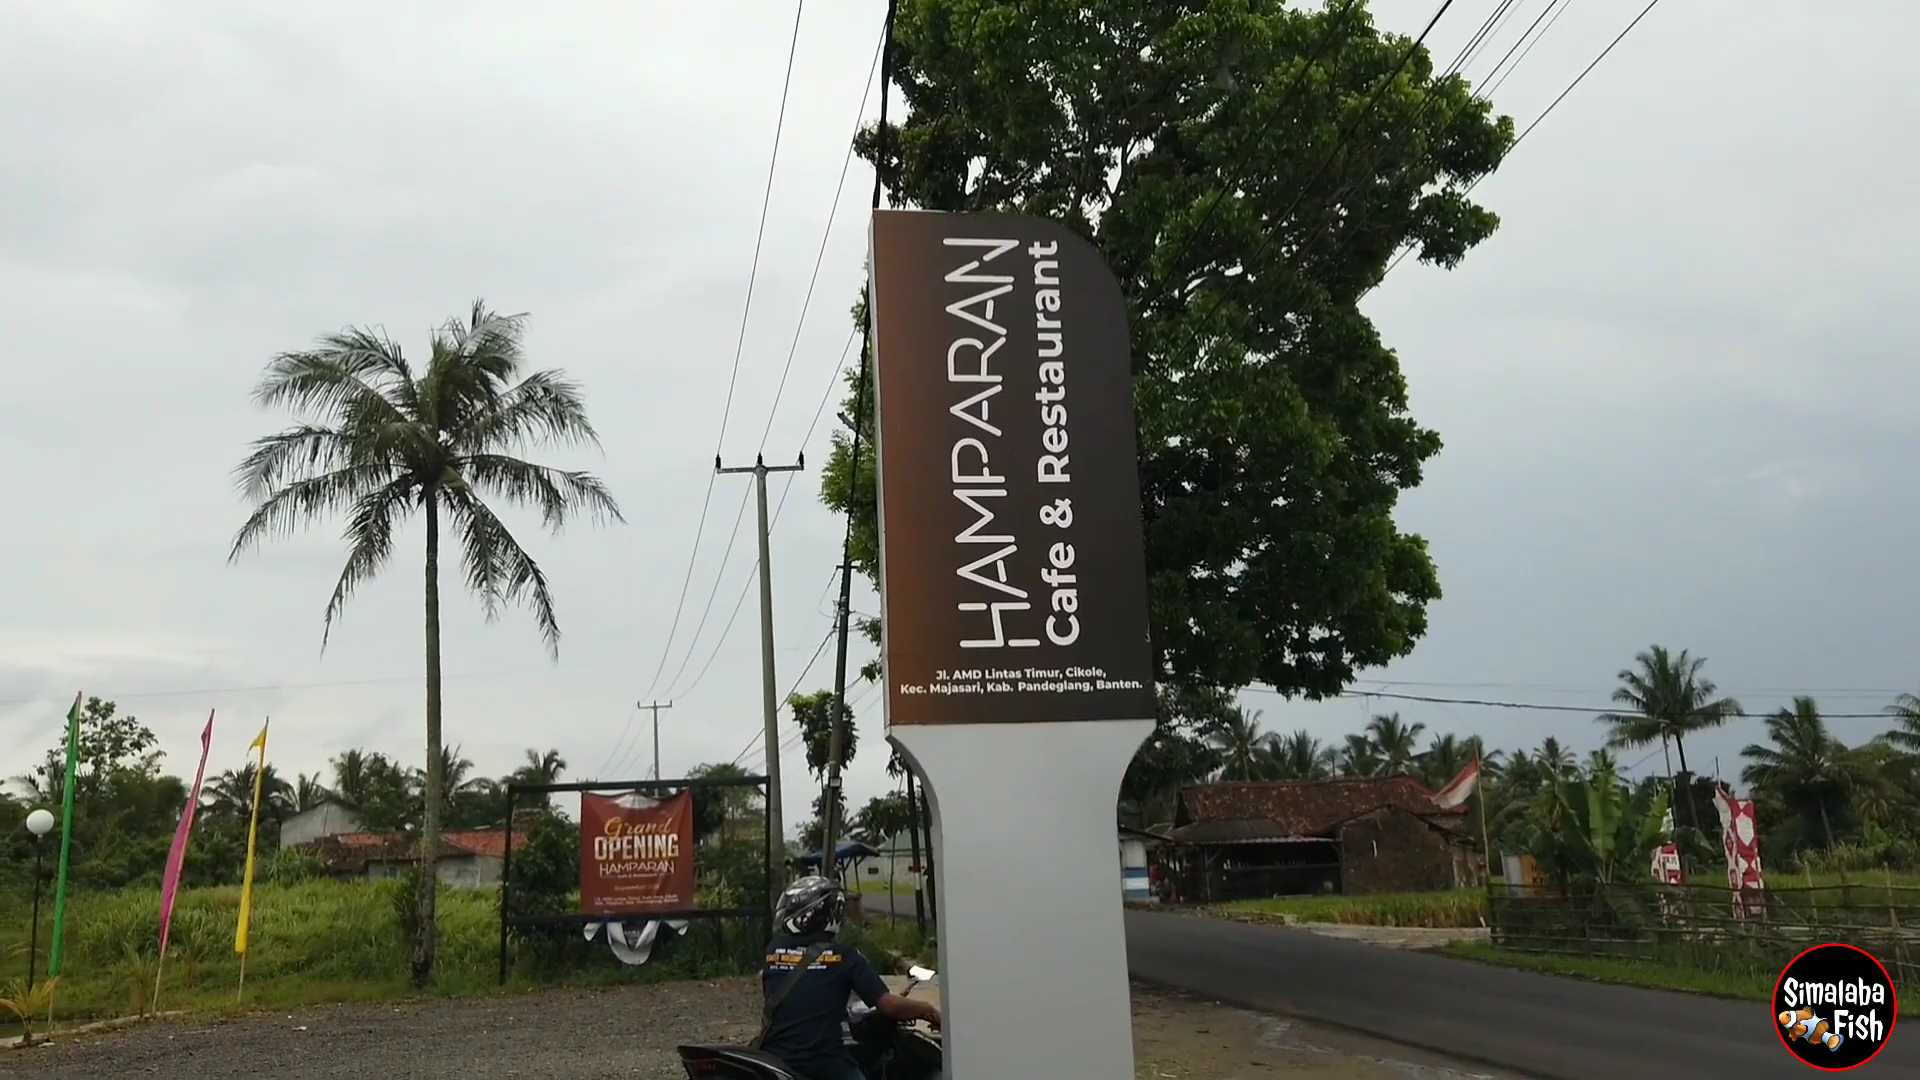 HAMPARAN
Cafe & Restaurant
Jl. AMD Lintas Timur, Cikole,
Kec. Majasari, Kab. Pandeglang, Banten.
Grand
OPENING
HAMPARAN
Simalaba
Fish